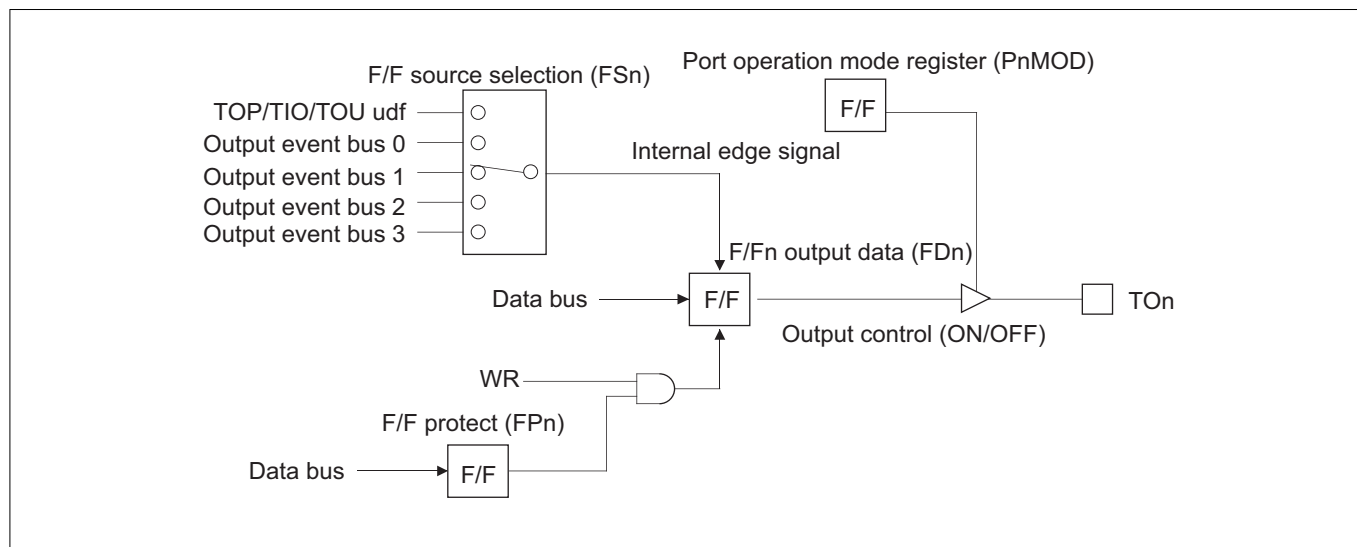 Port operation mode register (PnMOD)
F/F source selection (FSn)
F/F
TOP/TIO/TOU udf
Output event bus 0
Internal edge signal
Output event bus 1
Output event bus 2
Output event bus 3
F/Fn output data (FDn)
Data bus
F/F
TOn
Output control (ON/OFF)
WR
F/F protect (FPn)
Data bus
F/F